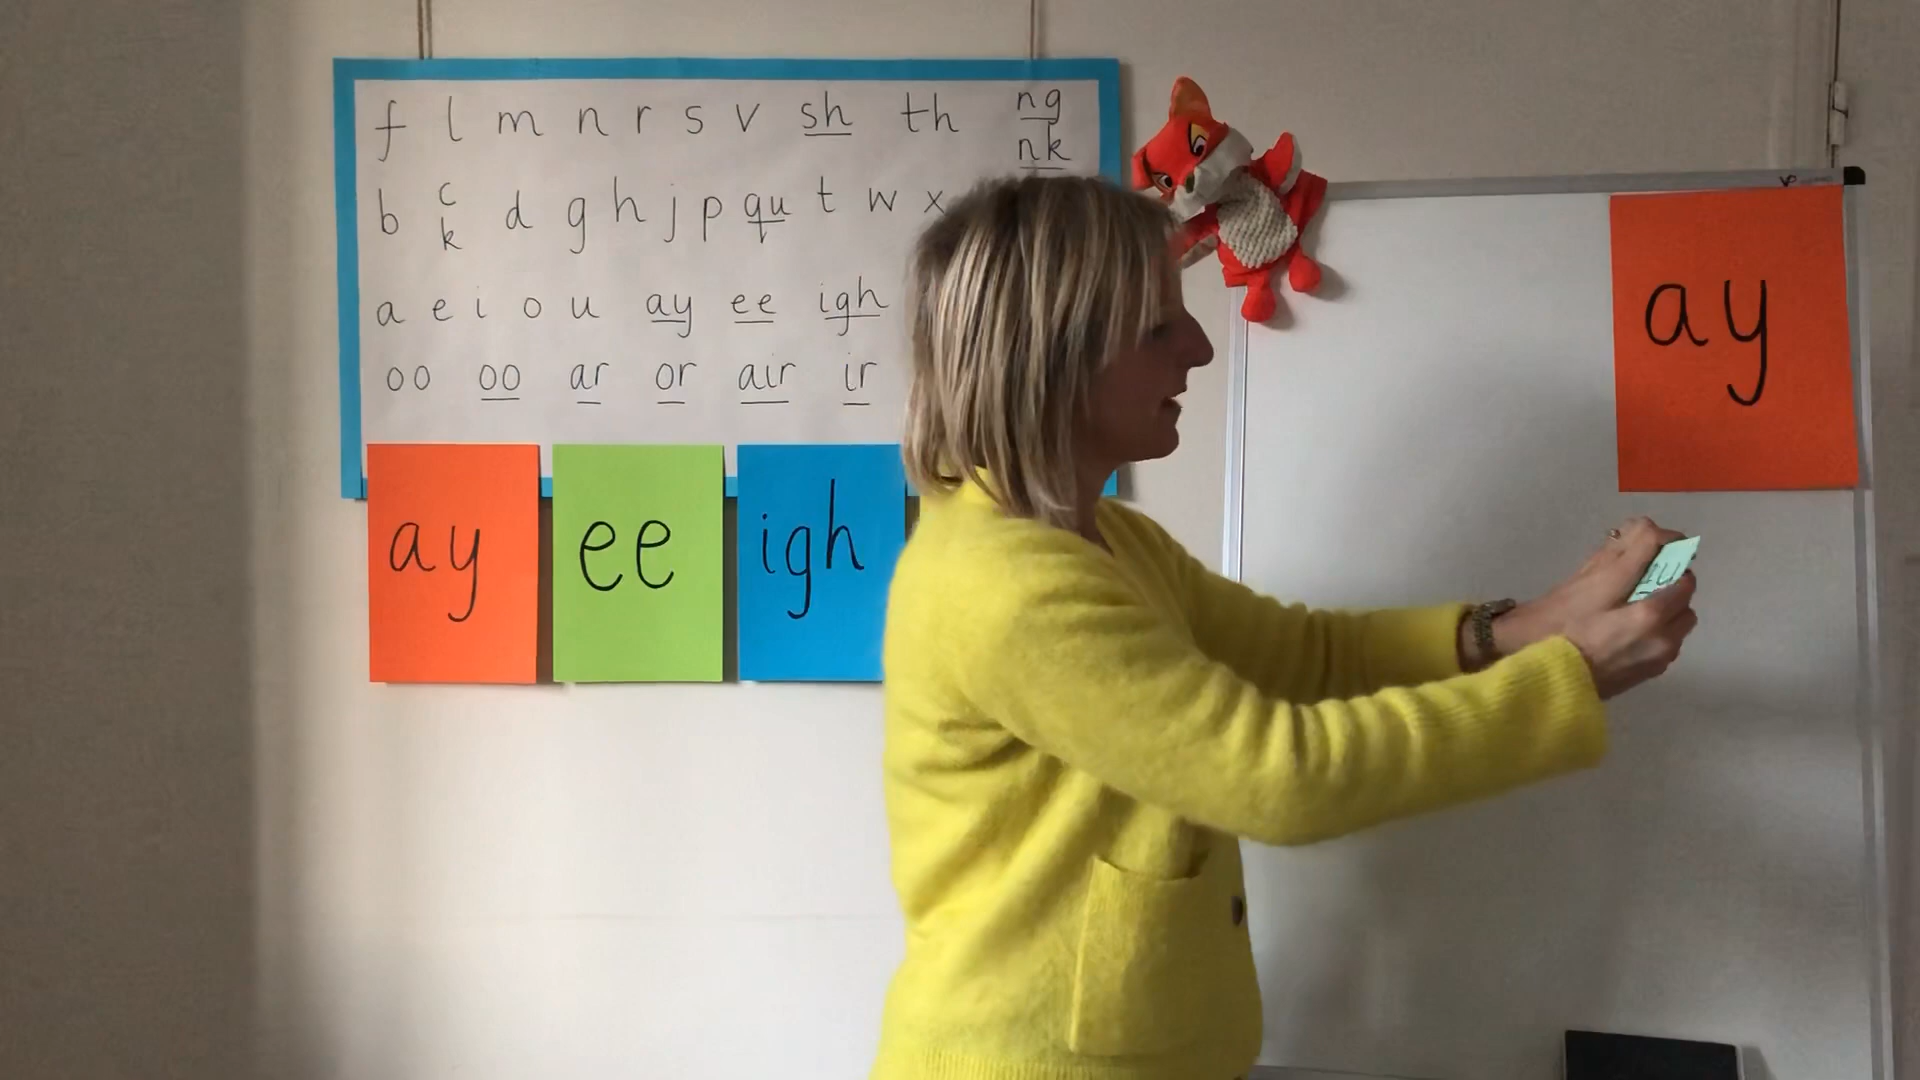 f l m n r s v sh th ng
nk
b c d g h j p qu t w x
k
a e i o u ay ee igh
oo oo ar or air ir
ay ee igh
ay